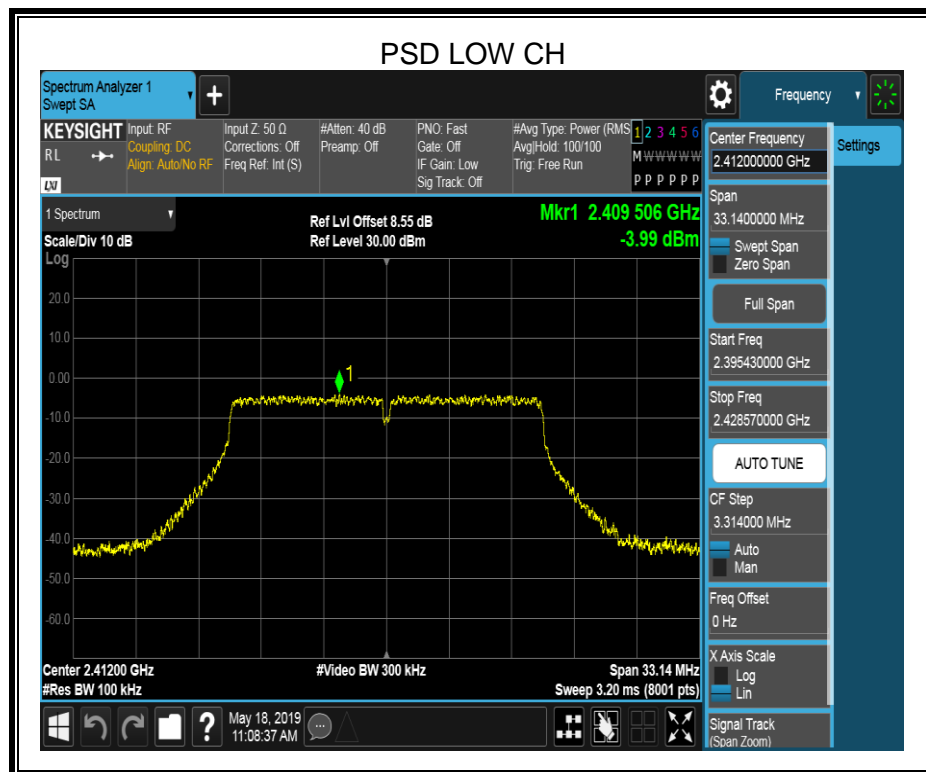 PSD LOW CH
Spectrum Analyzer 1
Swept SA
Frequency
KEYSIGHT
RL
LXI
Input: RF
Coupling: DC
Align: Auto/No RF
Input Z: 50 Ω
Corrections: Off
Freq Ref: Int (S)
#Atten: 40 dB
Preamp: Off
PNO: Fast
Gate: Off
IF Gain: Low
Sig Track: Off
#Avg Type: Power (RMS
Avg|Hold: 100/100
Trig: Free Run
1 2 3 4 5 6
M W W W W W
P P P P P P
Center Frequency
2.412000000 GHz
Settings
1 Spectrum
Scale/Div 10 dB
Ref Lvl Offset 8.55 dB
Ref Level 30.00 dBm
Mkr1 2.409 506 GHz
-3.99 dBm
Log
20.0
10.0
0.00
-10.0
-20.0
-30.0
-40.0
-50.0
-60.0
1
Span
33.1400000 MHz
Swept Span
Zero Span
Full Span
Start Freq
2.395430000 GHz
Stop Freq
2.428570000 GHz
AUTO TUNE
CF Step
3.314000 MHz
Auto
Man
Freq Offset
0 Hz
X Axis Scale
Log
Lin
Signal Track
(Span Zoom)
Center 2.41200 GHz
#Video BW 300 kHz
Span 33.14 MHz
#Res BW 100 kHz
Sweep 3.20 ms (8001 pts)
?
May 18, 2019
11:08:37 AM